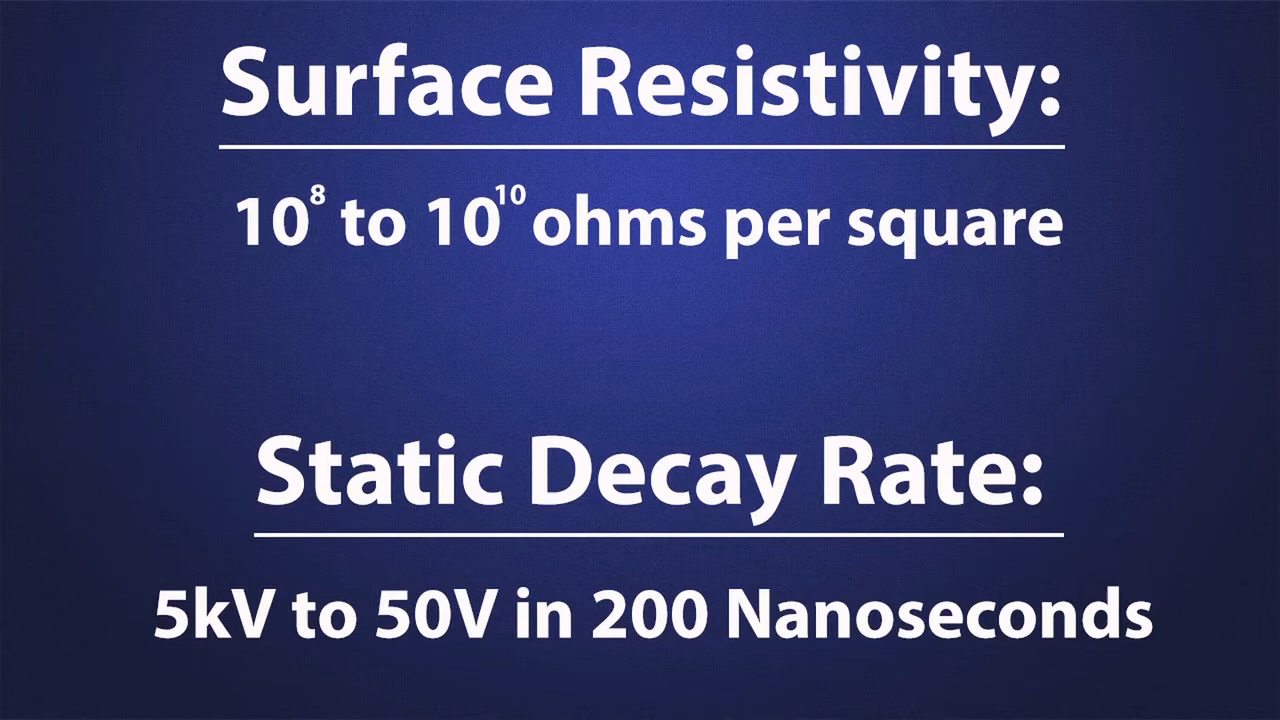 Surface Resistivity:
10⁸ to 10¹⁰ ohms per square
Static Decay Rate:
5kV to 50V in 200 Nanoseconds